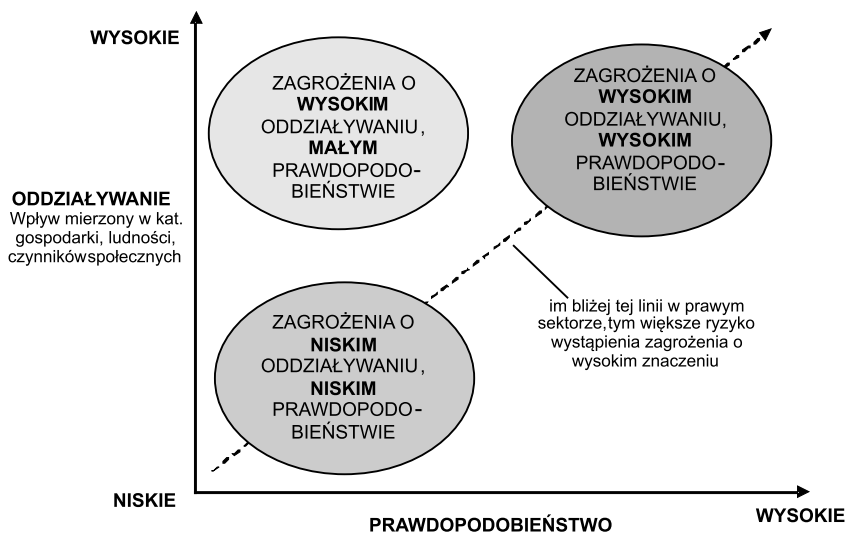 WYSOKIE
ZAGROŻENIA O
WYSOKIM
ODDZIAŁYWANIU,
MAŁYM
PRAWDOPODO-
BIEŃSTWIE
ZAGROŻENIA O
WYSOKIM
ODDZIAŁYWANIU,
WYSOKIM
PRAWDOPODO-
BIEŃSTWIE
ODDZIAŁYWANIE
Wpływ mierzony w kat.
gospodarki, ludności,
czynnikówspołecznych
ZAGROŻENIA O
NISKIM
ODDZIAŁYWANIU,
NISKIM
PRAWDOPODO-
BIEŃSTWIE
im bliżej tej linii w prawym
sektorze,tym większe ryzyko
wystąpienia zagrożenia o
wysokim znaczeniu
NISKIE
PRAWDOPODOBIEŃSTWO
WYSOKIE